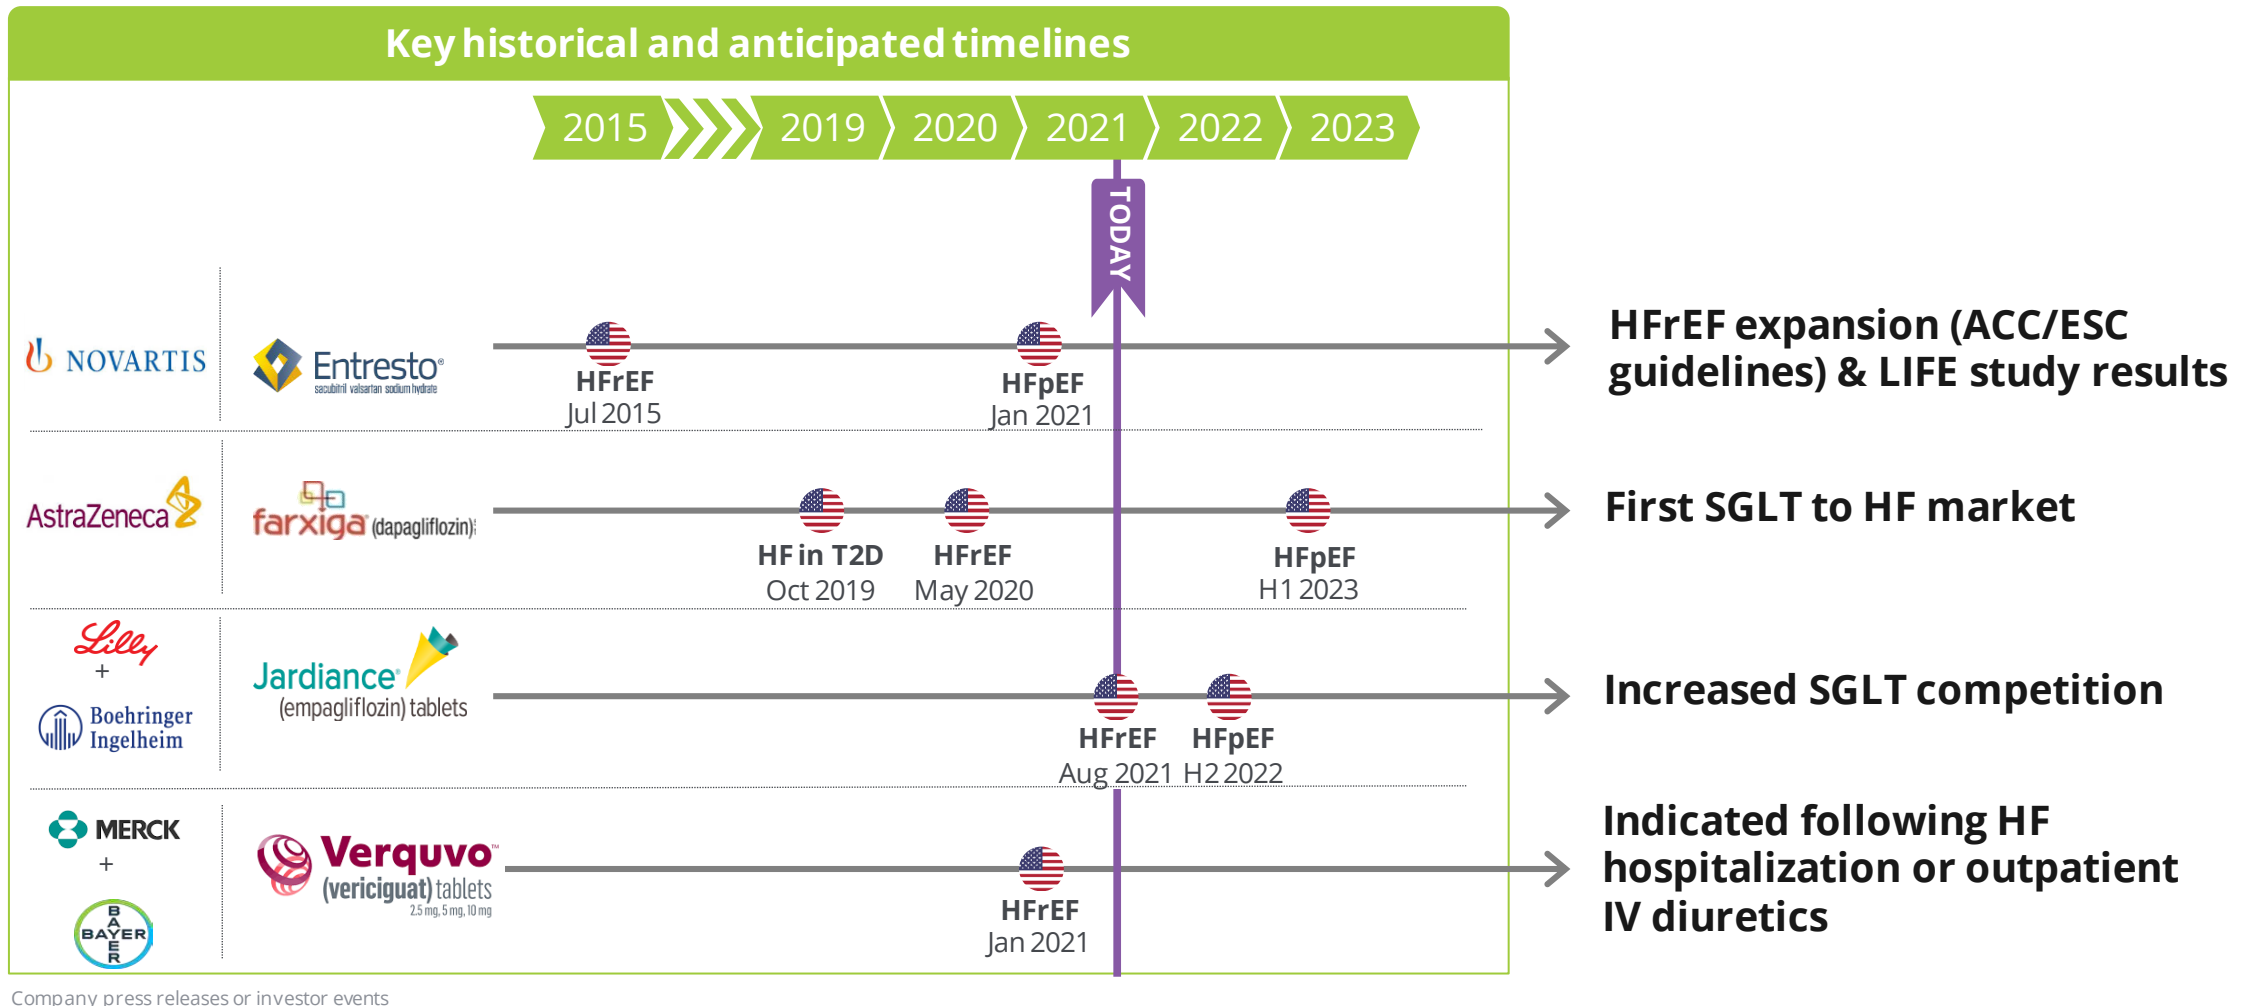 Key historical and anticipated timelines
2015 2019 2020 2021 2022 2023
TODAY
NOVARTIS
Entresto®
sacubitril valsartan sodium hydrate
HFrEF
Jul 2015
HFpEF
Jan 2021
HFrEF expansion (ACC/ESC
guidelines) & LIFE study results
AstraZeneca
farxiga (dapagliflozin)
HF in T2D
Oct 2019
HFrEF
May 2020
HFpEF
H1 2023
First SGLT to HF market
Lilly
+
Boehringer
Ingelheim
Jardiance®
(empagliflozin) tablets
HFrEF
Aug 2021
HFpEF
H2 2022
Increased SGLT competition
MERCK
+
BAYER
BAYER
Verquvo™
(vericiguat) tablets
2.5 mg, 5 mg, 10 mg
HFrEF
Jan 2021
Indicated following HF
hospitalization or outpatient
IV diuretics
Company press releases or investor events